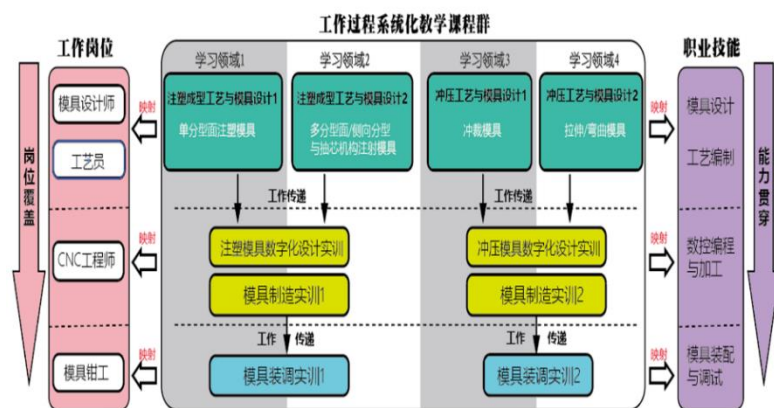 工作过程系统化教学课程群
工作岗位
职业技能
学习领域1
学习领域2
学习领域3
学习领域4
注塑成型工艺与模具设计1
单分型面注塑模具
注塑成型工艺与模具设计2
多分型面/侧向分型
与抽芯机构注射模具
冲压工艺与模具设计1
冲裁模具
冲压工艺与模具设计2
拉伸/弯曲模具
模具设计师
工艺员
映射
映射
模具设计
工艺编制
岗位覆盖
能力贯穿
工作传递
工作传递
CNC工程师
映射
注塑模具数字化设计实训
模具制造实训1
冲压模具数字化设计实训
模具制造实训2
映射
数控编程
与加工
工作 传递
工作 传递
模具钳工
映射
模具装调实训1
模具装调实训2
映射
模具装配
与调试